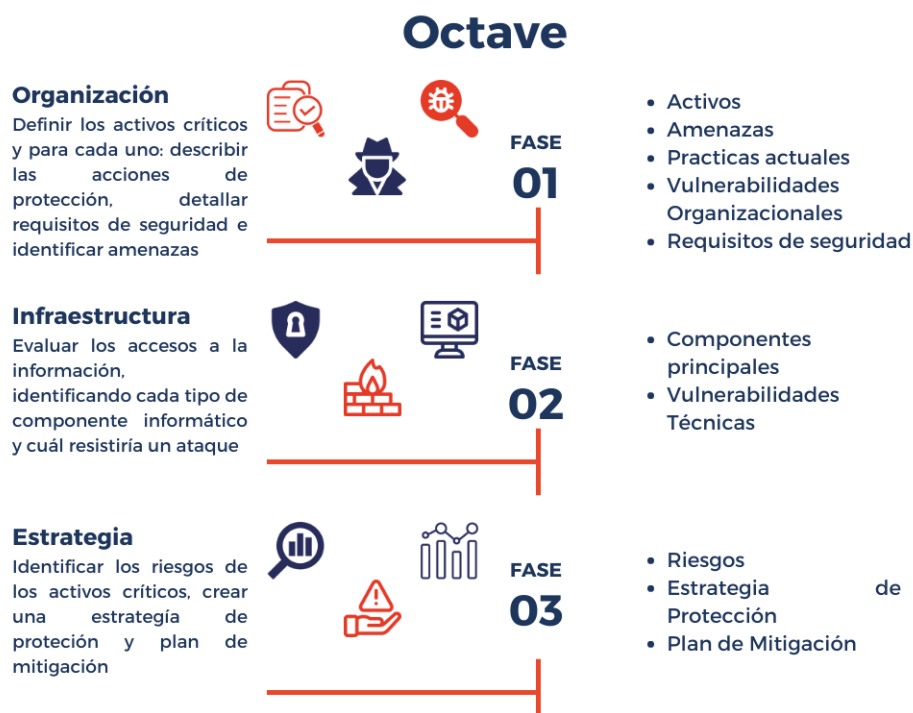 Octave
Organización
Definir los activos críticos
y para cada uno: describir
las acciones de
protección, detallar
requisitos de seguridad e
identificar amenazas
FASE
01
• Activos
• Amenazas
• Practicas actuales
• Vulnerabilidades
Organizacionales
• Requisitos de seguridad
Infraestructura
Evaluar los accesos a la
información,
identificando cada tipo de
componente informático
y cuál resistiría un ataque
FASE
02
• Componentes
principales
• Vulnerabilidades
Técnicas
Estrategia
Identificar los riesgos de
los activos críticos, crear
una estrategía de
proteción y plan de
mitigación
FASE
03
• Riesgos
• Estrategia de
Protección
• Plan de Mitigación